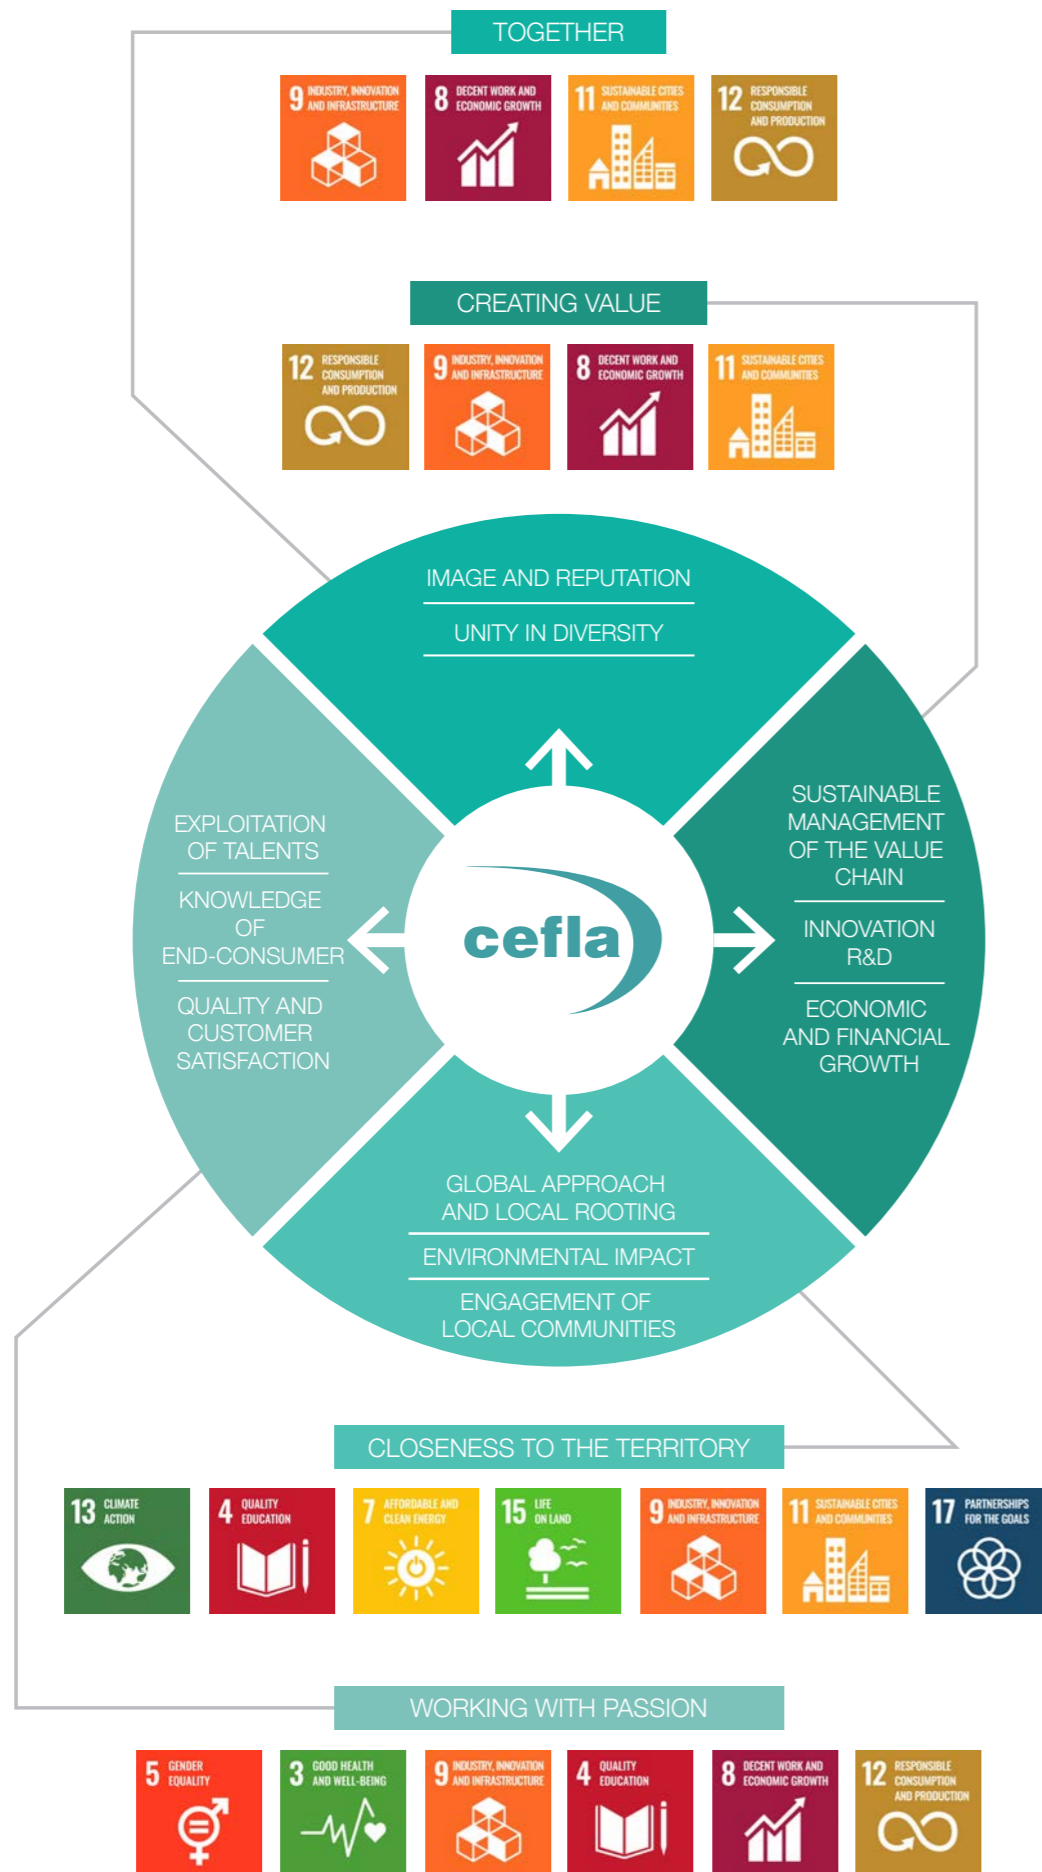 TOGETHER
9 INDUSTRY, INNOVATION
AND INFRASTRUCTURE
8 DECENT WORK AND
ECONOMIC GROWTH
11 SUSTAINABLE CITIES
AND COMMUNITIES
12 RESPONSIBLE
CONSUMPTION
AND PRODUCTION
CREATING VALUE
12 RESPONSIBLE
CONSUMPTION
AND PRODUCTION
9 INDUSTRY, INNOVATION
AND INFRASTRUCTURE
8 DECENT WORK AND
ECONOMIC GROWTH
11 SUSTAINABLE CITIES
AND COMMUNITIES
IMAGE AND REPUTATION
UNITY IN DIVERSITY
EXPLOITATION
OF TALENTS
KNOWLEDGE
OF
END-CONSUMER
QUALITY AND
CUSTOMER
SATISFACTION
cefla
SUSTAINABLE
MANAGEMENT
OF THE VALUE
CHAIN
INNOVATION
R&D
ECONOMIC
AND FINANCIAL
GROWTH
GLOBAL APPROACH
AND LOCAL ROOTING
ENVIRONMENTAL IMPACT
ENGAGEMENT OF
LOCAL COMMUNITIES
CLOSENESS TO THE TERRITORY
13 CLIMATE
ACTION
4 QUALITY
EDUCATION
7 AFFORDABLE AND
CLEAN ENERGY
15 LIFE
ON LAND
9 INDUSTRY, INNOVATION
AND INFRASTRUCTURE
11 SUSTAINABLE CITIES
AND COMMUNITIES
17 PARTNERSHIPS
FOR THE GOALS
WORKING WITH PASSION
5 GENDER
EQUALITY
3 GOOD HEALTH
AND WELL-BEING
9 INDUSTRY, INNOVATION
AND INFRASTRUCTURE
4 QUALITY
EDUCATION
8 DECENT WORK AND
ECONOMIC GROWTH
12 RESPONSIBLE
CONSUMPTION
AND PRODUCTION